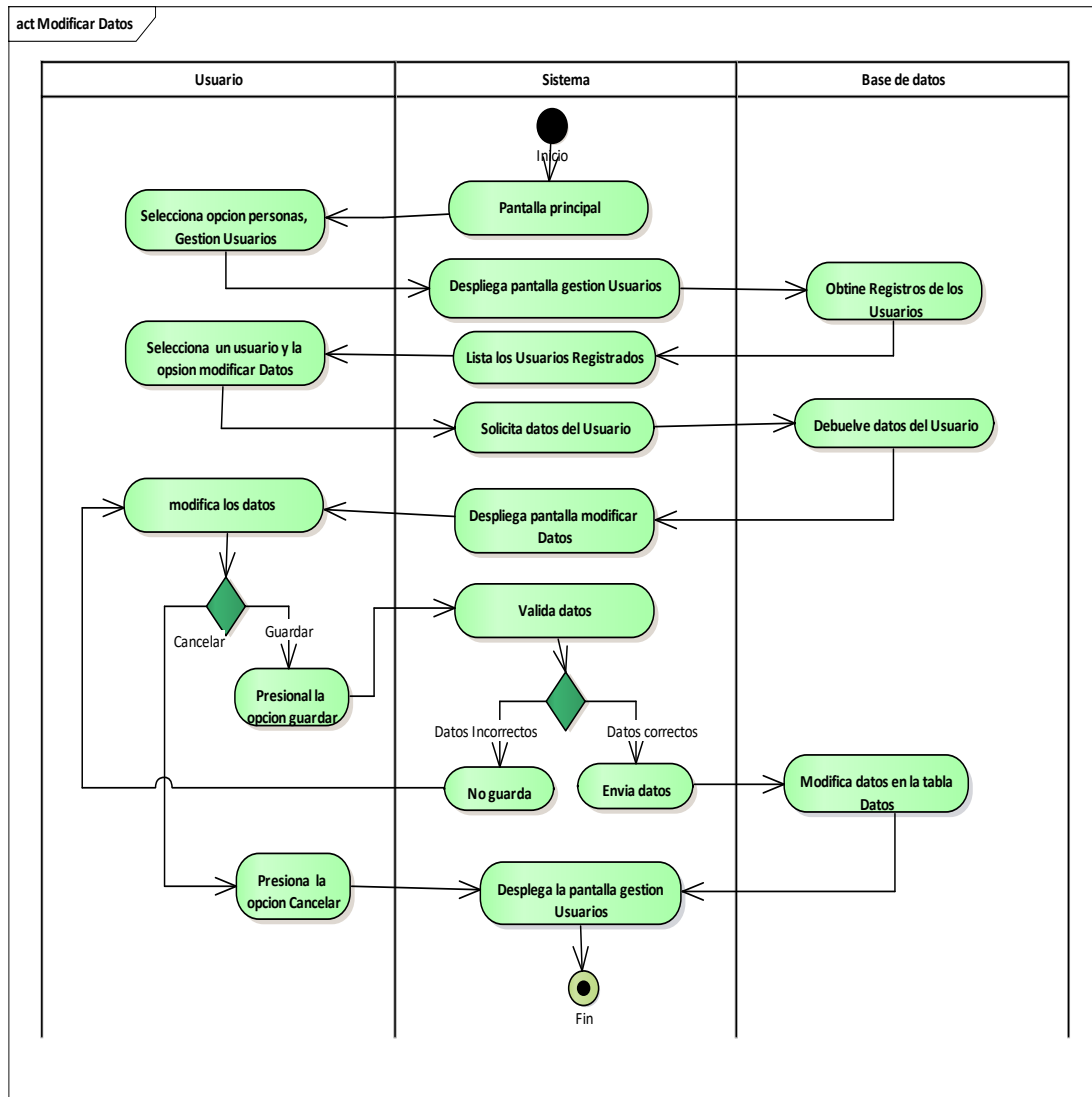 act Modificar Datos
Usuario
Sistema
Base de datos
Inicio
Pantalla principal
Selecciona opcion personas,
Gestion Usuarios
Despliega pantalla gestion Usuarios
Obtine Registros de los
Usuarios
Lista los Usuarios Registrados
Selecciona un usuario y la
opsion modificar Datos
Solicita datos del Usuario
Debuelve datos del Usuario
Despliega pantalla modificar
Datos
modifica los datos
Cancelar
Guardar
Presional la
opcion guardar
Valida datos
Datos Incorrectos
Datos correctos
No guarda
Envia datos
Modifica datos en la tabla
Datos
Presiona la
opcion Cancelar
Desplega la pantalla gestion
Usuarios
Fin